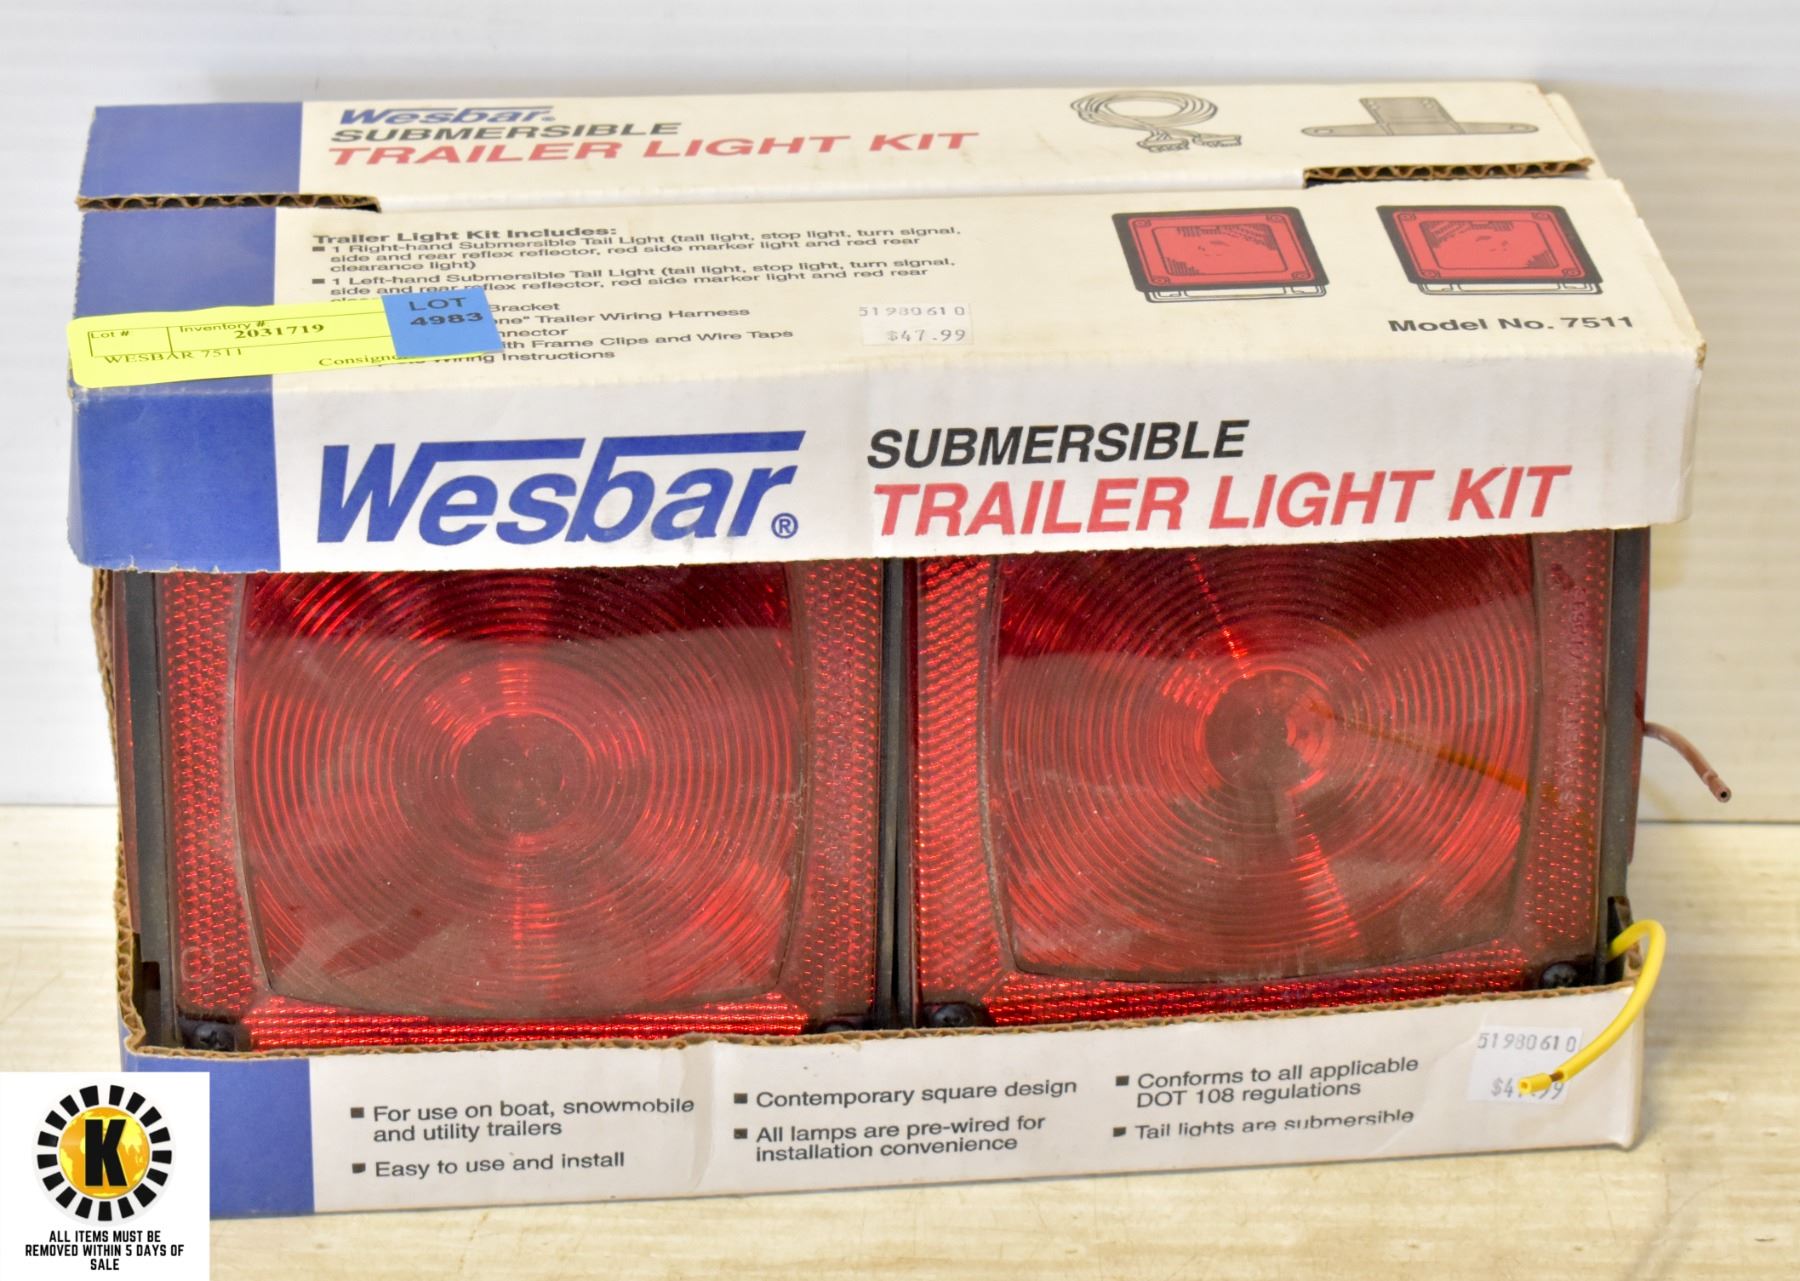 Wesbar®
SUBMERSIBLE
TRAILER LIGHT KIT
Trailer Light Kit Includes:
■ 1 Right-hand Submersible Tail Light (tail light, stop light, turn signal,
side and rear reflex reflector, red side marker light and red rear
clearance light)
■ 1 Left-hand Submersible Tail Light (tail light, stop light, turn signal,
side and rear reflex reflector, red side marker light and red rear
Bracket
Trailer Wiring Harness
with Frame Clips and Wire Taps
Wiring Instructions
Lot #
Inventory #
2031719
WESBAR 7511
LOT
4983
51980610
$47.99
Model No. 7511
Wesbar®
SUBMERSIBLE
TRAILER LIGHT KIT
■ For use on boat, snowmobile
and utility trailers
■ Easy to use and install
■ Contemporary square design
■ All lamps are pre-wired for
installation convenience
■ Conforms to all applicable
DOT 108 regulations
■ Tail lights are submersible
51980610
K
ALL ITEMS MUST BE
REMOVED WITHIN 5 DAYS OF
SALE